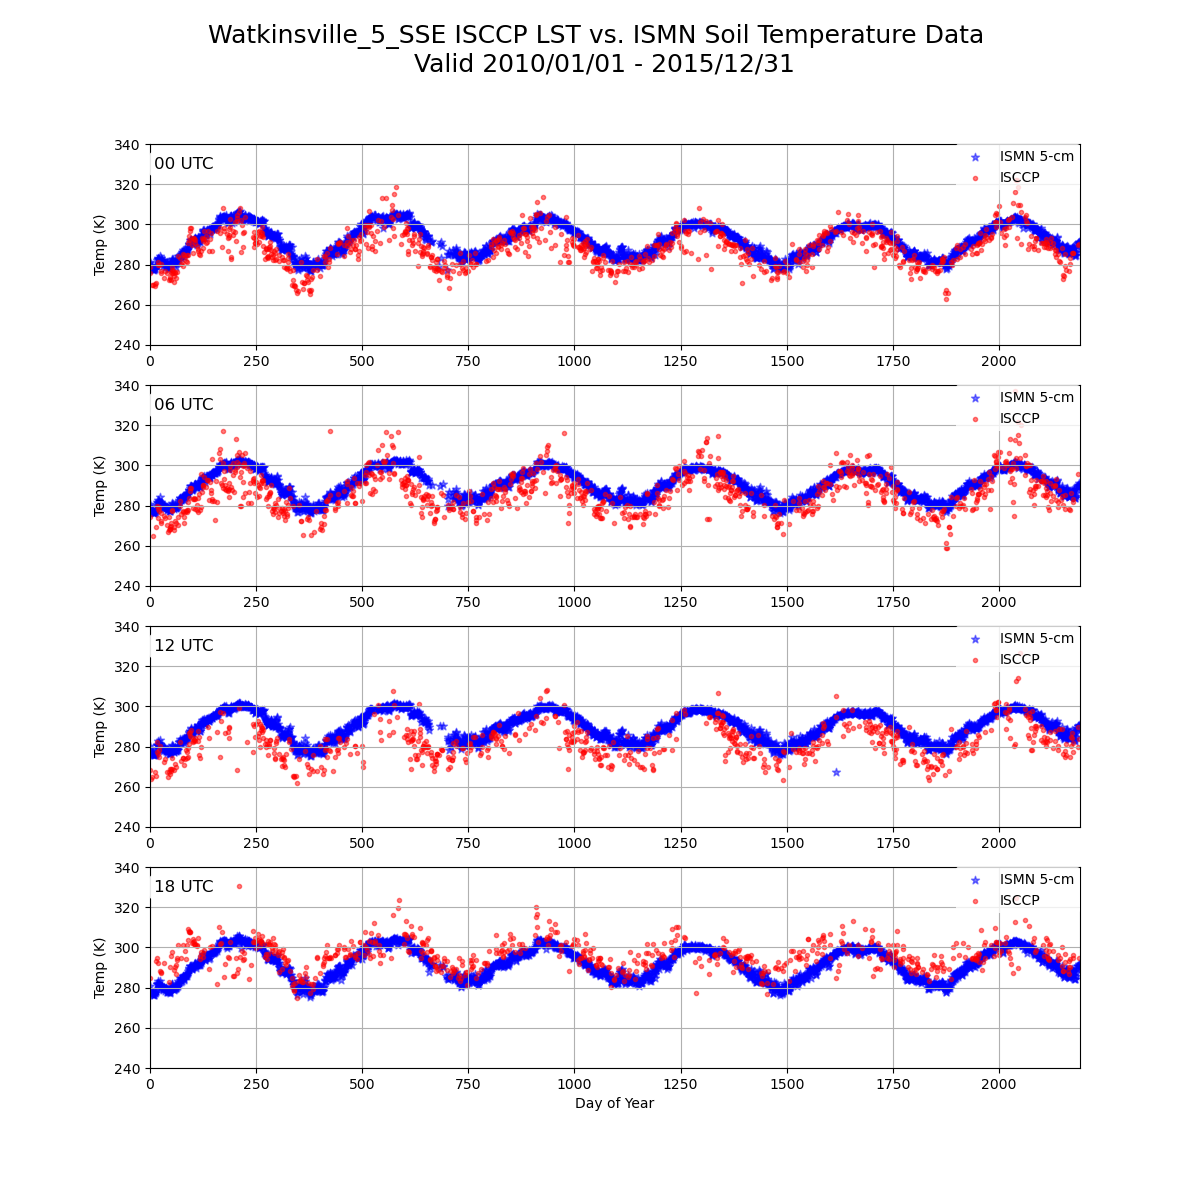 Watkinsville_5_SSE ISCCP LST vs. ISMN Soil Temperature Data
Valid 2010/01/01 - 2015/12/31
340
320
300
280
260
240
Temp (K)
00 UTC
ISMN 5-cm
ISCCP
0 250 500 750 1000 1250 1500 1750 2000
340
320
300
280
260
240
Temp (K)
06 UTC
ISMN 5-cm
ISCCP
0 250 500 750 1000 1250 1500 1750 2000
340
320
300
280
260
240
Temp (K)
12 UTC
ISMN 5-cm
ISCCP
0 250 500 750 1000 1250 1500 1750 2000
340
320
300
280
260
240
Temp (K)
18 UTC
ISMN 5-cm
ISCCP
0 250 500 750 1000 1250 1500 1750 2000
Day of Year